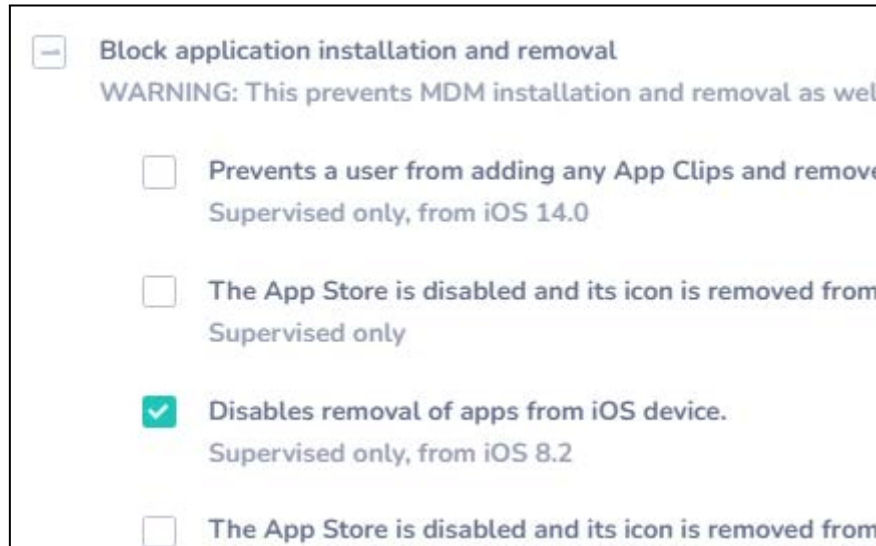 Block application installation and removal
WARNING: This prevents MDM installation and removal as wel
Prevents a user from adding any App Clips and remove
Supervised only, from iOS 14.0
The App Store is disabled and its icon is removed from
Supervised only
Disables removal of apps from iOS device.
Supervised only, from iOS 8.2
The App Store is disabled and its icon is removed from